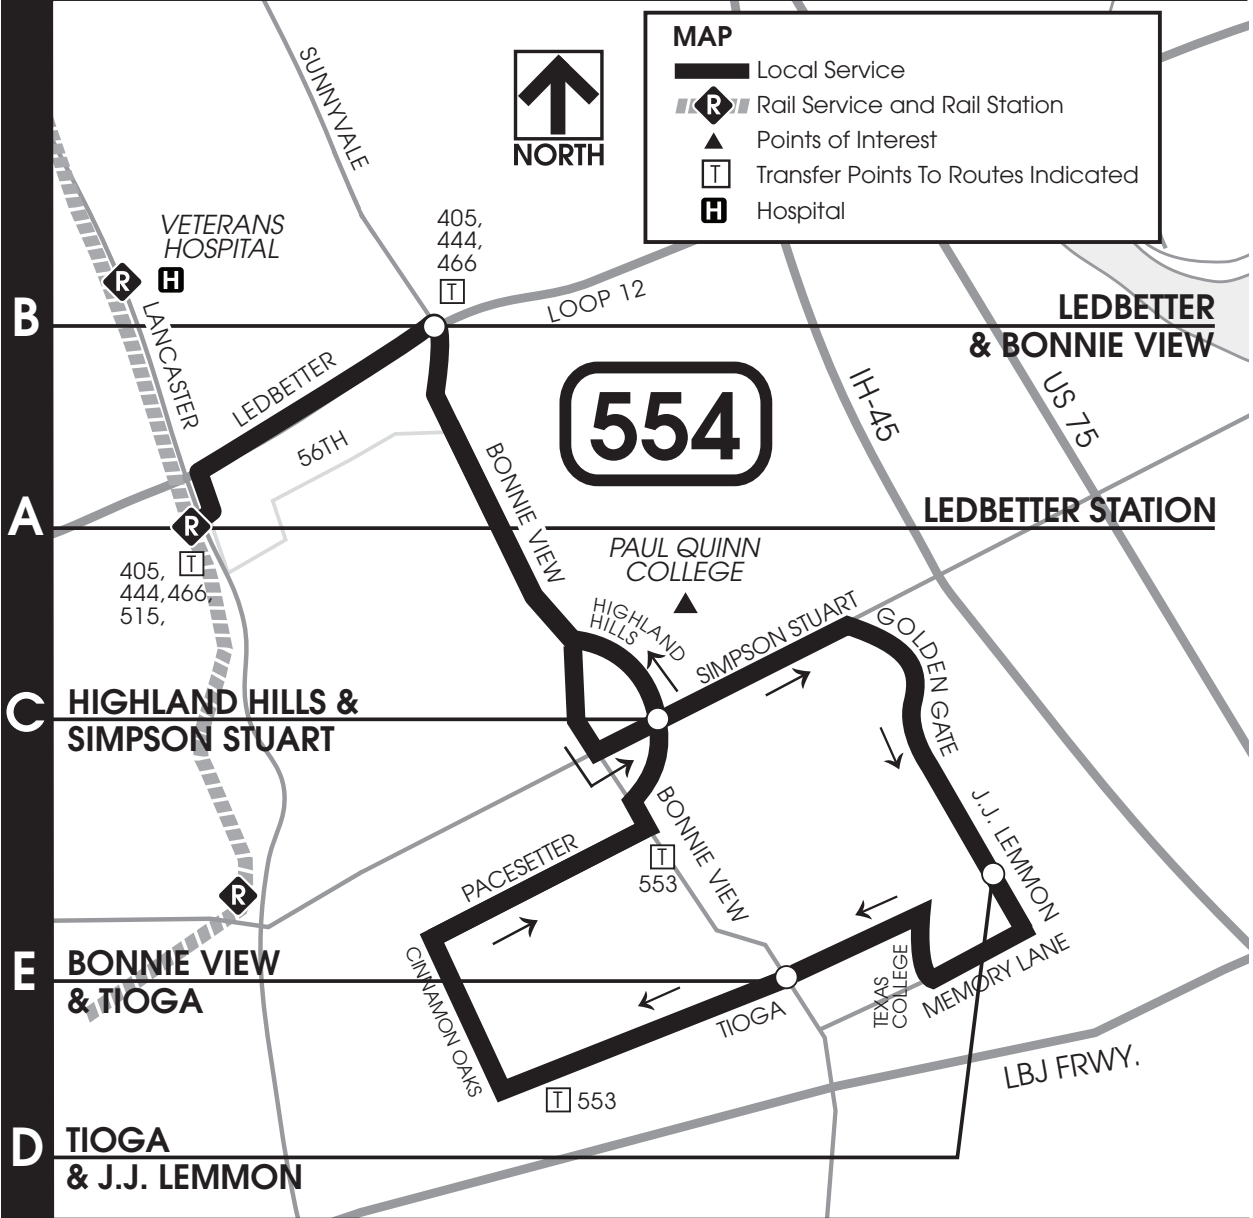 MAP
Local Service
R Rail Service and Rail Station
Points of Interest
T Transfer Points To Routes Indicated
H Hospital
NORTH
SUNNYVALE
VETERANS
HOSPITAL
R H
405,
444,
466
T
LOOP 12
B
LEDBETTER
& BONNIE VIEW
LANCASTER
LEDBETTER
56TH
554
IH-45
US 75
BONNIE VIEW
A
R
LEDBETTER STATION
T
405,
444,466,
515,
PAUL QUINN
COLLEGE
HIGHLAND
HILLS
SIMPSON STUART
GOLDEN GATE
C
HIGHLAND HILLS &
SIMPSON STUART
J.J. LEMMON
BONNIE VIEW
PACESETTER
T
553
R
E
BONNIE VIEW
& TIOGA
CINNAMON OAKS
TIOGA
TEXAS
COLLEGE
MEMORY LANE
LBJ FRWY.
T 553
D
TIOGA
& J.J. LEMMON